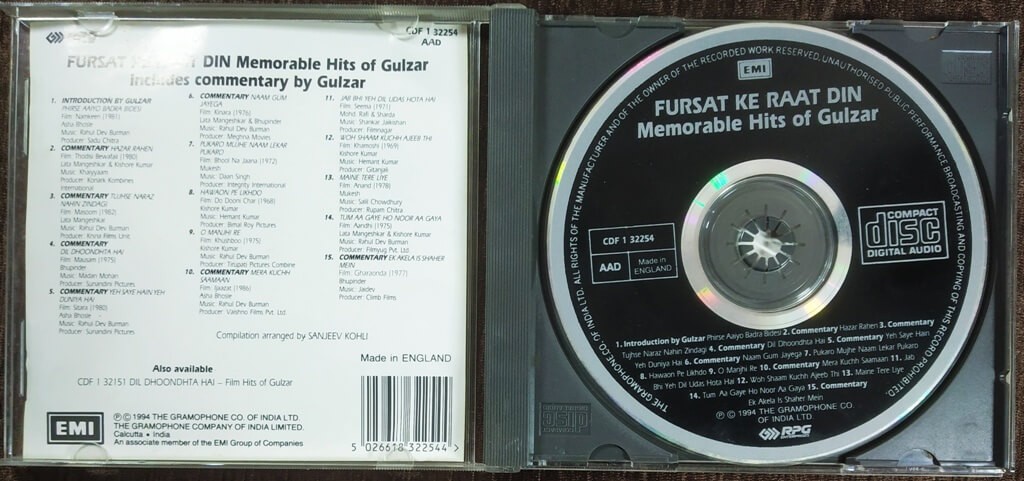 RPG
CDF 1 32254
AAD
FURSAT KE RAAT DIN Memorable Hits of Gulzar
includes commentary by Gulzar
1. INTRODUCTION BY GULZAR
PHIRSE AAIYO BADRA BIDESI
Film: Namkeen (1981)
Asha Bhosle
Music: Rahul Dev Burman
Producer: Sadu Chitra
2. COMMENTARY HAZAR RAHEN
Film: Thodisi Bewafaii (1980)
Lata Mangeshkar & Kishore Kumar
Music: Khaiyyaam
Producer: Konark Kombines
International
3. COMMENTARY TUJHSE NARAZ
NAHIN ZINDAGI
Film: Masoom (1982)
Lata Mangeshkar
Music: Rahul Dev Burman
Producer: Krsna Films Unit
4. COMMENTARY
DIL DHOONDHTA HAI
Film: Mausam (1975)
Bhupinder
Music: Madan Mohan
Producer: Sunandini Pictures
5. COMMENTARY YEH SAYE HAIN YEH
DUNIYA HAI
Film: Sitara (1980)
Asha Bhosle
Music: Rahul Dev Burman
Producer: Sunandini Pictures
6. COMMENTARY NAAM GUM
JAYEGA
Film: Kinara (1976)
Lata Mangeshkar & Bhupinder
Music: Rahul Dev Burman
Producer: Meghna Movies
7. PUKARO MUJHE NAAM LEKAR
PUKARO
Film: Bhool Na Jaana (1972)
Mukesh
Music: Daan Singh
Producer: Integrity International
8. HAWAON PE LIKHDO
Film: Do Dooni Char (1968)
Kishore Kumar
Music: Hemant Kumar
Producer: Bimal Roy Pictures
9. O MANJHI RE
Film: Khushboo (1975)
Kishore Kumar
Music: Rahul Dev Burman
Producer: Tirupati Pictures Combine
10. COMMENTARY MERA KUCHH
SAAMAAN
Film: Ijaazat (1986)
Asha Bhosle
Music: Rahul Dev Burman
Producer: Vaishno Films Pvt. Ltd.
11. JAB BHI YEH DIL UDAS HOTA HAI
Film: Seema (1971)
Mohd. Rafi & Sharda
Music: Shankar Jaikishan
Producer: Filmnagar
12. WOH SHAAM KUCHH AJEEB THI
Film: Khamoshi (1969)
Kishore Kumar
Music: Hemant Kumar
Producer: Gitanjali
13. MAINE TERE LIYE
Film: Anand (1978)
Mukesh
Music: Salil Chowdhury
Producer: Rupam Chitra
14. TUM AA GAYE HO NOOR AA GAYA
Film: Aandhi (1975)
Lata Mangeshkar & Kishore Kumar
Music: Rahul Dev Burman
Producer: Filmyug Pvt. Ltd.
15. COMMENTARY EK AKELA IS SHAHER
MEIN
Film: Gharaonda (1977)
Bhupinder
Music: Jaidev
Producer: Climb Films
Compilation arranged by SANJEEV KOHLI
Made in ENGLAND
Also available
CDF 1 32151 DIL DHOONDHTA HAI – Film Hits of Gulzar
EMI
℗ © 1994 THE GRAMOPHONE CO. OF INDIA LTD.
THE GRAMOPHONE COMPANY OF INDIA LIMITED.
Calcutta • India
An associate member of the EMI Group of Companies
5 026618 322544 >
ALL RIGHTS OF THE MANUFACTURER AND OF THE OWNER OF THE RECORDED WORK RESERVED. UNAUTHORISED PUBLIC PERFORMANCE BROADCASTING AND COPYING OF THIS RECORD PROHIBITED.
THE GRAMOPHONE CO. OF INDIA LTD.
EMI
FURSAT KE RAAT DIN
Memorable Hits of Gulzar
CDF 1 32254
AAD
Made in
ENGLAND
COMPACT
disc
DIGITAL AUDIO
1. Introduction by Gulzar Phirse Aaiyo Badra Bidesi 2. Commentary Hazar Rahen 3. Commentary
Tujhse Naraz Nahin Zindagi 4. Commentary Dil Dhoondhta Hai 5. Commentary Yeh Saye Hain
Yeh Duniya Hai 6. Commentary Naam Gum Jayega 7. Pukaro Mujhe Naam Lekar Pukaro
8. Hawaon Pe Likhdo 9. O Manjhi Re 10. Commentary Mera Kuchh Saamaan 11. Jab
Bhi Yeh Dil Udas Hota Hai 12. Woh Shaam Kuchh Ajeeb Thi 13. Maine Tere Liye
14. Tum Aa Gaye Ho Noor Aa Gaya 15. Commentary
Ek Akela Is Shaher Mein
℗ © 1994 THE GRAMOPHONE CO.
OF INDIA LTD.
RPG